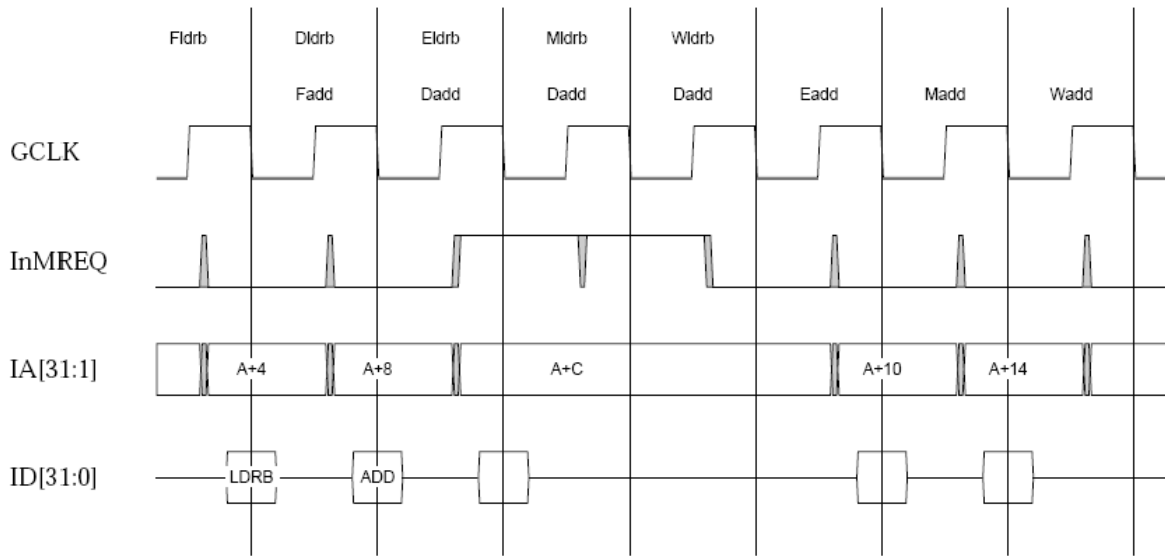 Fldrb Dldrb Eldrb Mldrb Wldrb
Fadd Dadd Dadd Dadd Eadd Madd Wadd
GCLK
InMREQ
IA[31:1] A+4 A+8 A+C A+10 A+14
ID[31:0] LDRB ADD